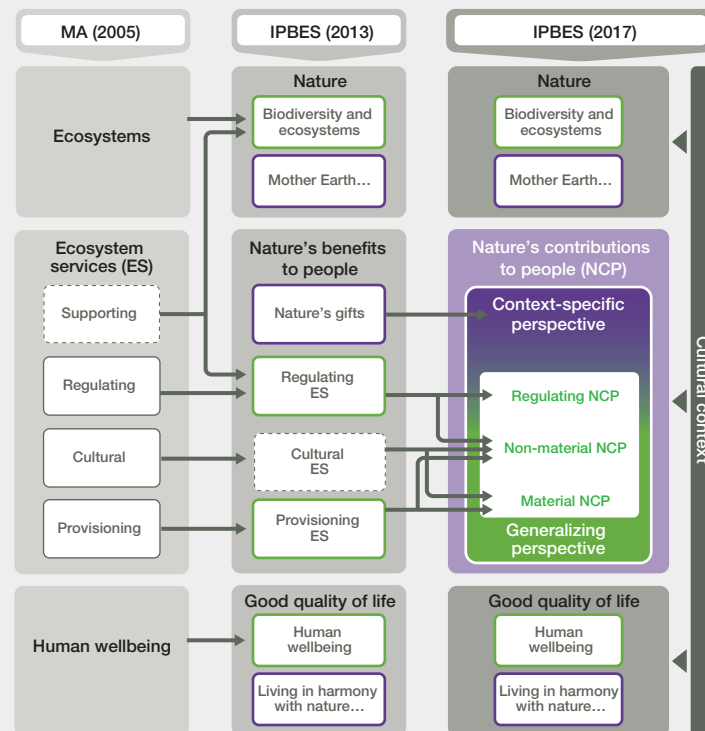 MA (2005)
IPBES (2013)
IPBES (2017)
Ecosystems
Nature
Biodiversity and
ecosystems
Mother Earth…
Nature
Biodiversity and
ecosystems
Mother Earth…
Ecosystem
services (ES)
Supporting
Regulating
Cultural
Provisioning
Nature’s benefits
to people
Nature’s gifts
Regulating
ES
Cultural
ES
Provisioning
ES
Nature’s contributions
to people (NCP)
Context-specific
perspective
Regulating NCP
Non-material NCP
Material NCP
Generalizing
perspective
Cultural context
Human wellbeing
Good quality of life
Human
wellbeing
Living in harmony
with nature…
Good quality of life
Human
wellbeing
Living in harmony
with nature…